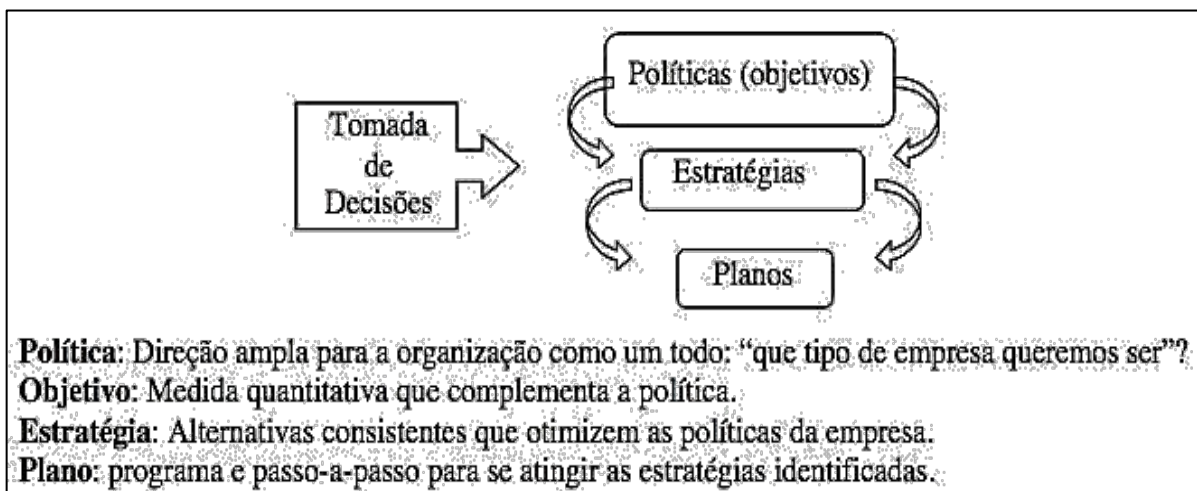 Políticas (objetivos)
Tomada
de
Decisões
Estratégias
Planos
Política: Direção ampla para a organização como um todo: “que tipo de empresa queremos ser”?
Objetivo: Medida quantitativa que complementa a política.
Estratégia: Alternativas consistentes que otimizem as políticas da empresa.
Plano: programa e passo-a-passo para se atingir as estratégias identificadas.